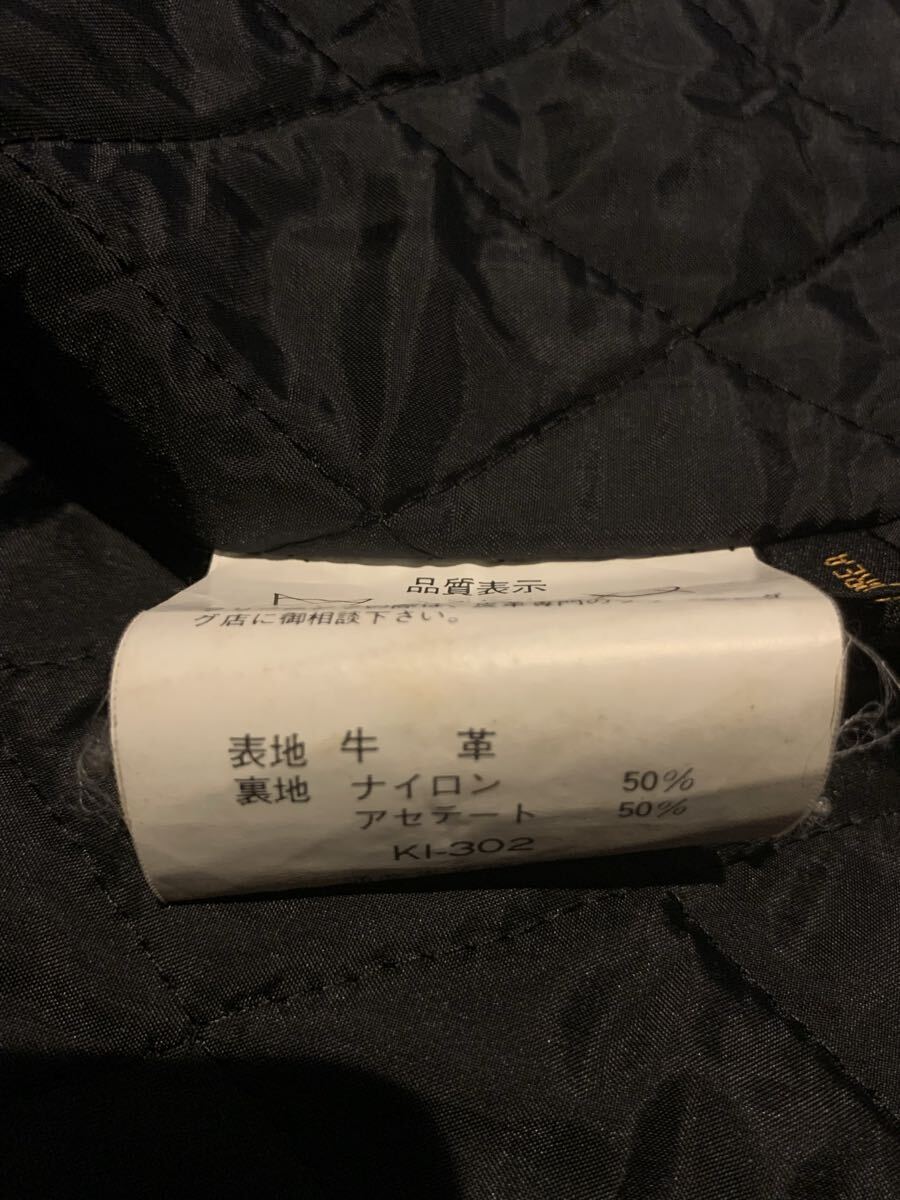 品質表示
グ店に御相談下さい。
表地 牛 革
裏地 ナイロン 50%
アセテート 50%
KI-302